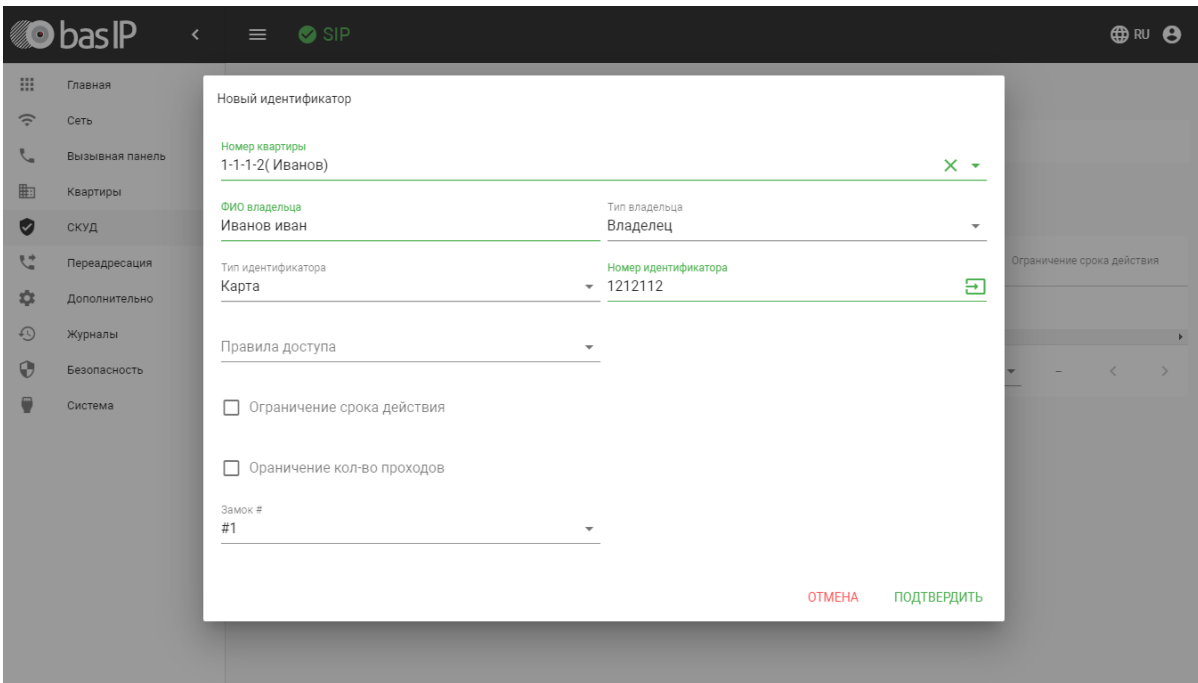 bas IP
SIP
RU
Главная
Сеть
Вызывная панель
Квартиры
СКУД
Переадресация
Дополнительно
Журналы
Безопасность
Система
Новый идентификатор
Номер квартиры
1-1-1-2( Иванов)
ФИО владельца
Тип владельца
Иванов иван
Владелец
Тип идентификатора
Номер идентификатора
Карта
1212112
Правила доступа
Ограничение срока действия
Ораничение кол-во проходов
Замок #
#1
ОТМЕНА
ПОДТВЕРДИТЬ
Ограничение срока действия